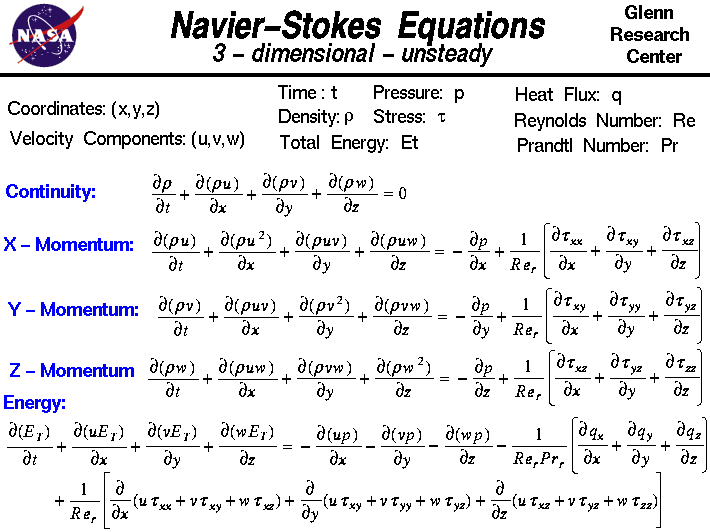 NASA
Navier–Stokes Equations
3 – dimensional – unsteady
Glenn
Research
Center
Coordinates: (x,y,z)
Velocity Components: (u,v,w)
Time : t Pressure: p
Density: ρ Stress: τ
Total Energy: Et
Heat Flux: q
Reynolds Number: Re
Prandtl Number: Pr
Continuity: ∂ρ/∂t + ∂(ρu)/∂x + ∂(ρv)/∂y + ∂(ρw)/∂z = 0
X – Momentum: ∂(ρu)/∂t + ∂(ρu²)/∂x + ∂(ρuv)/∂y + ∂(ρuw)/∂z = – ∂p/∂x + 1/Re_r [∂τ_xx/∂x + ∂τ_xy/∂y + ∂τ_xz/∂z]
Y – Momentum: ∂(ρv)/∂t + ∂(ρuv)/∂x + ∂(ρv²)/∂y + ∂(ρvw)/∂z = – ∂p/∂y + 1/Re_r [∂τ_xy/∂x + ∂τ_yy/∂y + ∂τ_yz/∂z]
Z – Momentum ∂(ρw)/∂t + ∂(ρuw)/∂x + ∂(ρvw)/∂y + ∂(ρw²)/∂z = – ∂p/∂z + 1/Re_r [∂τ_xz/∂x + ∂τ_yz/∂y + ∂τ_zz/∂z]
Energy:
∂(E_T)/∂t + ∂(uE_T)/∂x + ∂(vE_T)/∂y + ∂(wE_T)/∂z = – ∂(up)/∂x – ∂(vp)/∂y – ∂(wp)/∂z – 1/(Re_r Pr_r) [∂q_x/∂x + ∂q_y/∂y + ∂q_z/∂z]
+ 1/Re_r [∂/∂x (u τ_xx + v τ_xy + w τ_xz) + ∂/∂y (u τ_xy + v τ_yy + w τ_yz) + ∂/∂z (u τ_xz + v τ_yz + w τ_zz)]